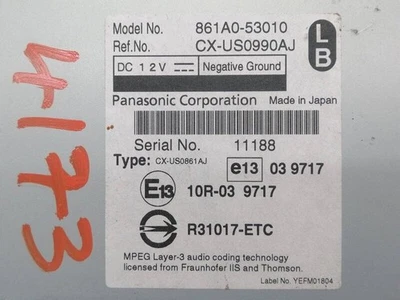 Model No. 861A0-53010
Ref.No. CX-US0990AJ
L
B
DC 12V Negative Ground
Panasonic Corporation Made in Japan
Serial No. 11188
Type: CX-US0861AJ
e13 03 9717
E13 10R-03 9717
R31017-ETC
MPEG Layer-3 audio coding technology
licensed from Fraunhofer IIS and Thomson.
Label No. YEFM01804
4173